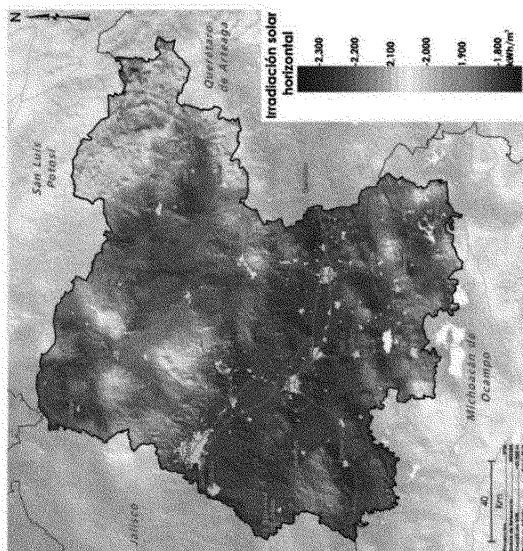 N
San Luis
Potosí
Querétaro
de Arteaga
Jalisco
Michoacán de
Ocampo
40
Km.
Irradiación solar
horizontal
-2,300
-2,200
-2,100
-2,000
-1,900
-1,800
kWh/m²